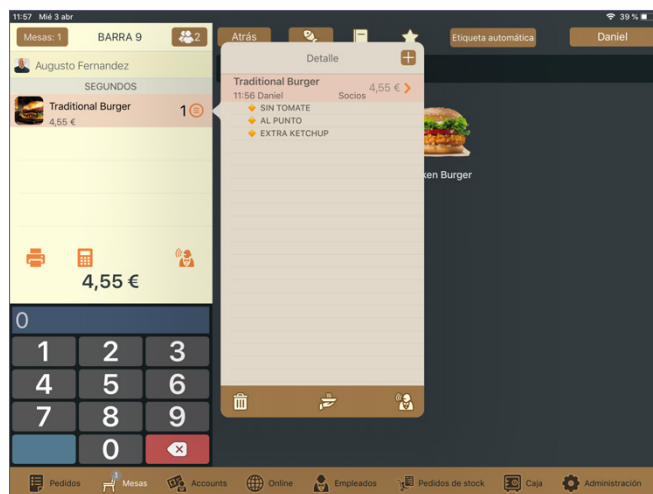 11:57 Mié 3 abr
39 %
Mesas: 1
BARRA 9
2
Atrás
Etiqueta automática
Daniel
Augusto Fernandez
SEGUNDOS
Traditional Burger
1
4,55 €
4,55 €
0
1 2 3
4 5 6
7 8 9
0
Detalle
Traditional Burger
4,55 €
11:56 Daniel
Socios
SIN TOMATE
AL PUNTO
EXTRA KETCHUP
ken Burger
Pedidos
1
Mesas
Accounts
Online
Empleados
Pedidos de stock
Caja
Administración